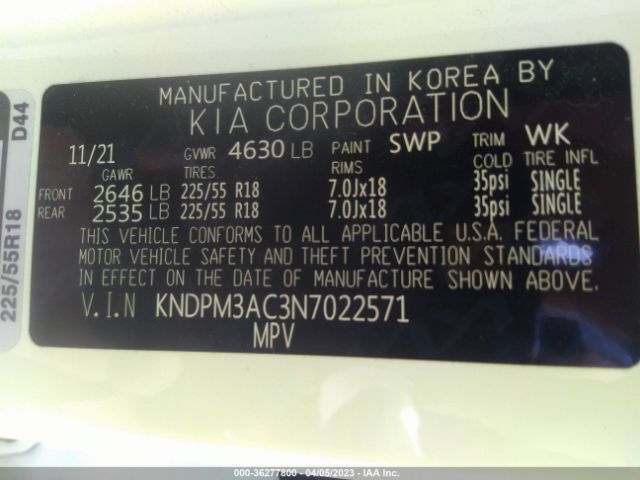 MANUFACTURED IN KOREA BY
KIA CORPORATION
11/21 GVWR 4630 LB PAINT SWP TRIM WK
GAWR TIRES RIMS COLD TIRE INFL
FRONT 2646 LB 225/55 R18 7.0Jx18 35psi SINGLE
REAR 2535 LB 225/55 R18 7.0Jx18 35psi SINGLE
THIS VEHICLE CONFORMS TO ALL APPLICABLE U.S.A. FEDERAL
MOTOR VEHICLE SAFETY AND THEFT PREVENTION STANDARDS
IN EFFECT ON THE DATE OF MANUFACTURE SHOWN ABOVE.
V.I.N KNDPM3AC3N7022571
MPV
225/55R18 D44
000-36277800 - 04/05/2023 - IAAI, Inc.